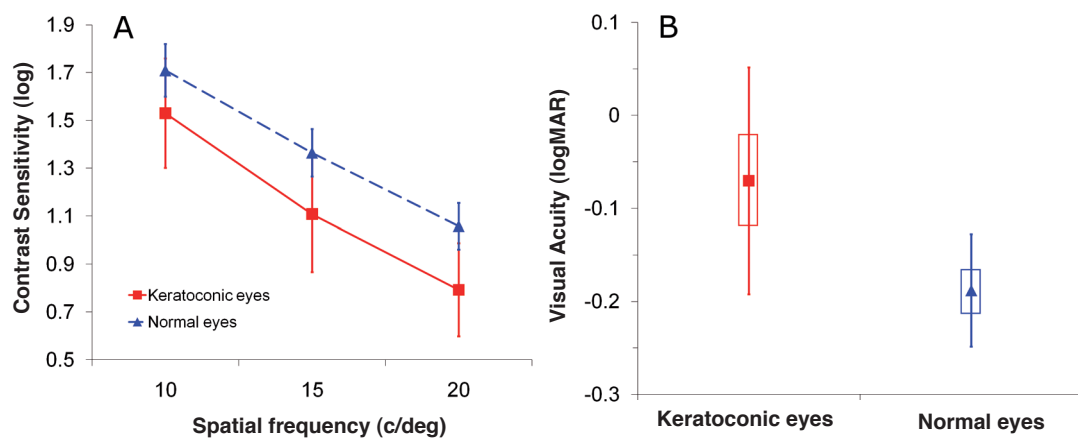 A
Contrast Sensitivity (log)
1.9
1.7
1.5
1.3
1.1
0.9
0.7
0.5
Keratoconic eyes
Normal eyes
10 15 20
Spatial frequency (c/deg)
B
Visual Acuity (logMAR)
0.1
0
-0.1
-0.2
-0.3
Keratoconic eyes Normal eyes